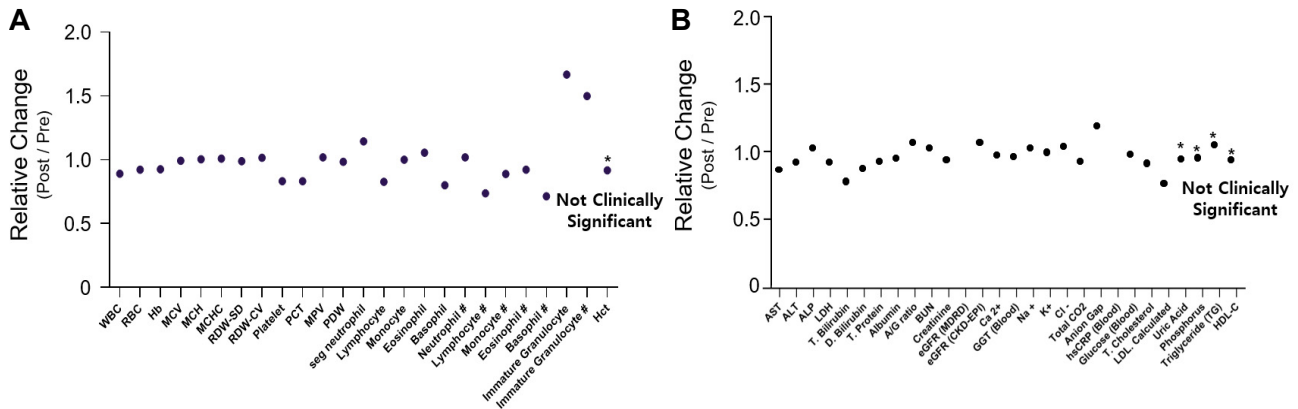 A
2.0
1.5
1.0
0.5
0
Relative Change
(Post / Pre)
*
Not Clinically
Significant
WBC
RBC
Hb
MCV
MCH
MCHC
RDW-SD
RDW-CV
Platelet
PCT
MPV
PDW
seg neutrophil
Lymphocyte
Monocyte
Eosinophil
Basophil
Neutrophil #
Lymphocyte #
Monocyte #
Eosinophil #
Basophil #
Immature Granulocyte
Immature Granulocyte #
Hct
B
2.0
1.5
1.0
0.5
0
Relative Change
(Post / Pre)
* * * *
Not Clinically
Significant
AST
ALT
ALP
LDH
T. Bilirubin
D. Bilirubin
T. Protein
Albumin
A/G ratio
BUN
Creatinine
eGFR (MDRD)
eGFR (CKD-EPI)
Ca 2+
GGT (Blood)
Na +
K+
Cl -
Total CO2
Anion Gap
hsCRP (Blood)
Glucose (Blood)
T. Cholesterol
LDL. Calculated
Uric Acid
Phosphorus
Triglyceride (TG)
HDL-C